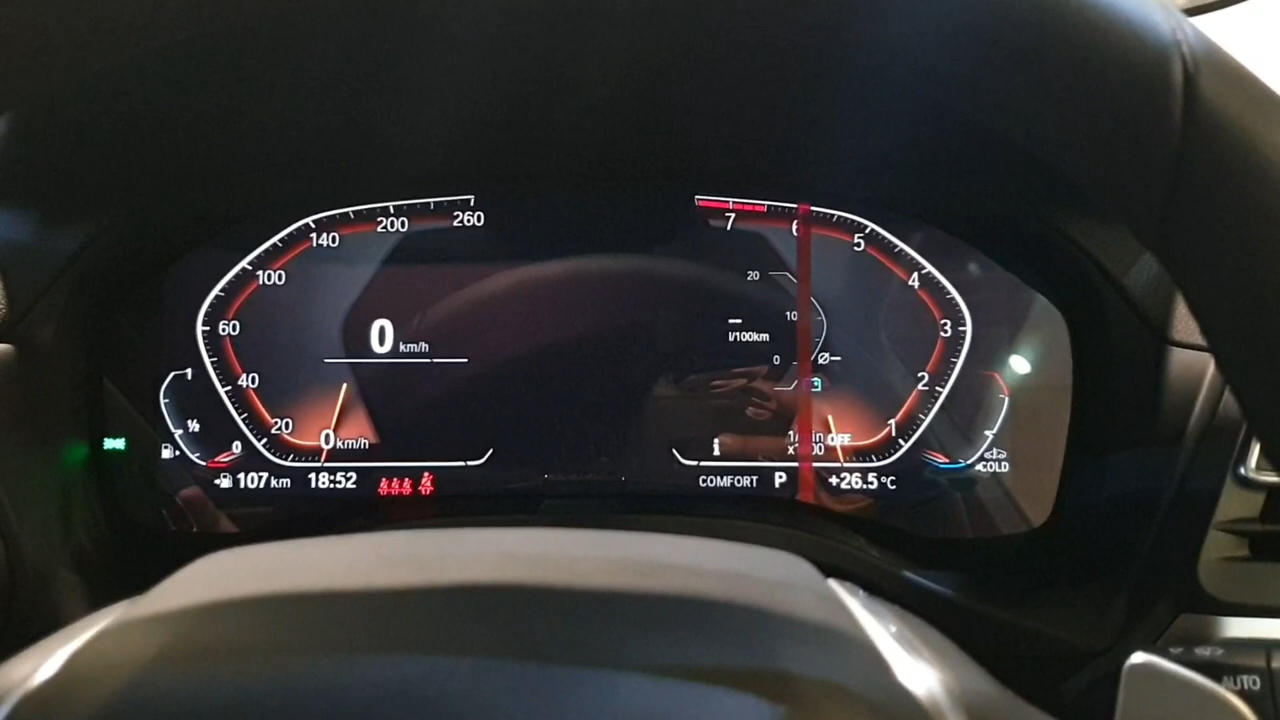 260
200
140
100
60
40
20
0 km/h
0 km/h
1
½
0
107 km
18:52
7
6
5
4
3
2
1
20
10
0
l/100km
Ø–
i
OFF
COLD
COMFORT
P
+26.5 °C
AUTO